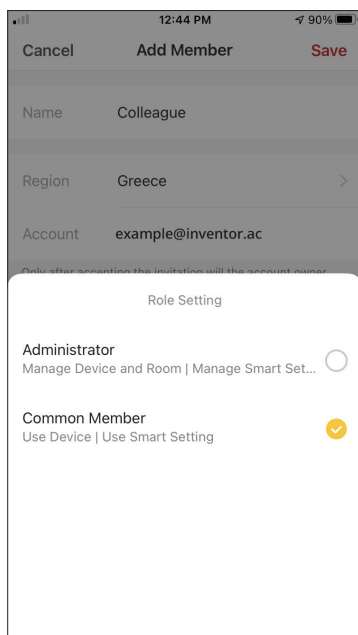 12:44 PM 90%
Cancel Add Member Save
Name Colleague
Region Greece
Account example@inventor.ac
Only after accepting the invitation will the account owner
Role Setting
Administrator
Manage Device and Room | Manage Smart Set...
Common Member
Use Device | Use Smart Setting